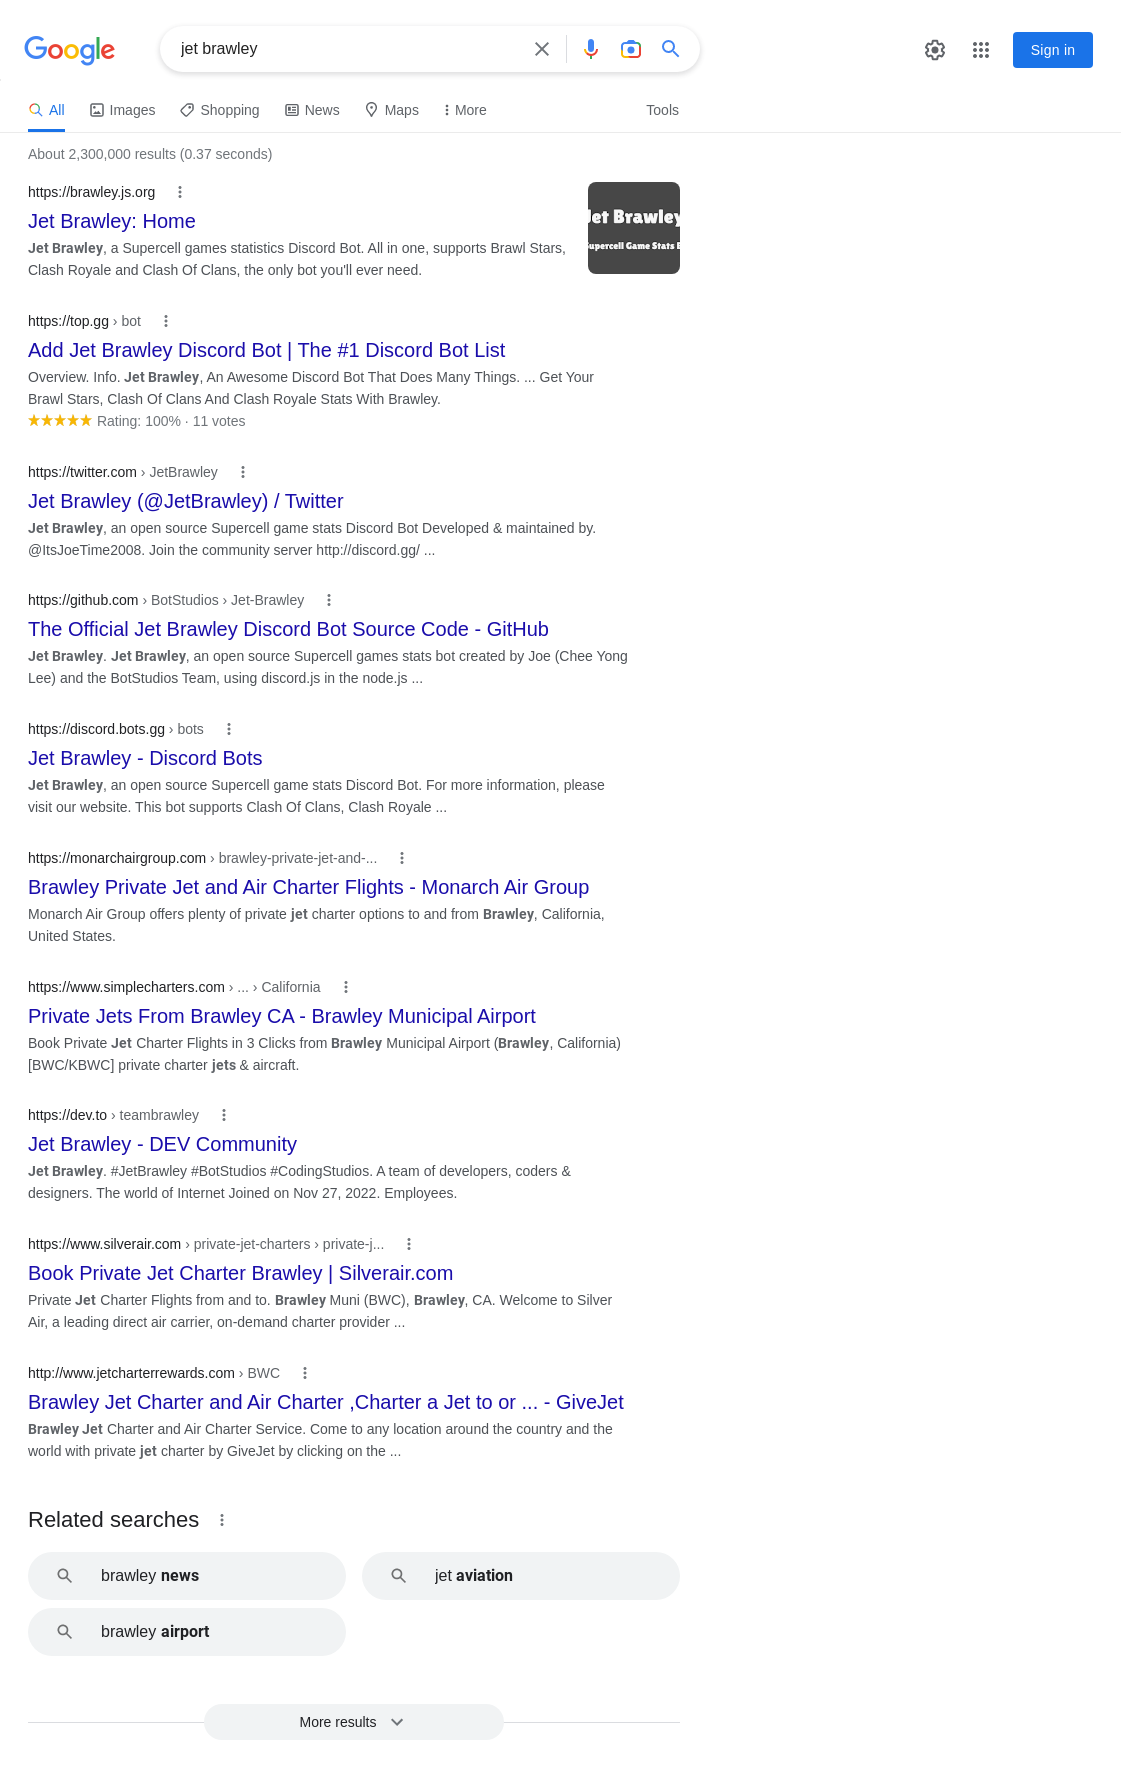 Google
jet brawley
Sign in
All
Images
Shopping
News
Maps
More
Tools
About 2,300,000 results (0.37 seconds)
https://brawley.js.org
Jet Brawley: Home
Jet Brawley, a Supercell games statistics Discord Bot. All in one, supports Brawl Stars,
Clash Royale and Clash Of Clans, the only bot you'll ever need.
Jet Brawley
Supercell Game Stats
https://top.gg › bot
Add Jet Brawley Discord Bot | The #1 Discord Bot List
Overview. Info. Jet Brawley, An Awesome Discord Bot That Does Many Things. ... Get Your
Brawl Stars, Clash Of Clans And Clash Royale Stats With Brawley.
Rating: 100% · 11 votes
https://twitter.com › JetBrawley
Jet Brawley (@JetBrawley) / Twitter
Jet Brawley, an open source Supercell game stats Discord Bot Developed & maintained by.
@ItsJoeTime2008. Join the community server http://discord.gg/ ...
https://github.com › BotStudios › Jet-Brawley
The Official Jet Brawley Discord Bot Source Code - GitHub
Jet Brawley. Jet Brawley, an open source Supercell games stats bot created by Joe (Chee Yong
Lee) and the BotStudios Team, using discord.js in the node.js ...
https://discord.bots.gg › bots
Jet Brawley - Discord Bots
Jet Brawley, an open source Supercell game stats Discord Bot. For more information, please
visit our website. This bot supports Clash Of Clans, Clash Royale ...
https://monarchairgroup.com › brawley-private-jet-and-...
Brawley Private Jet and Air Charter Flights - Monarch Air Group
Monarch Air Group offers plenty of private jet charter options to and from Brawley, California,
United States.
https://www.simplecharters.com › ... › California
Private Jets From Brawley CA - Brawley Municipal Airport
Book Private Jet Charter Flights in 3 Clicks from Brawley Municipal Airport (Brawley, California)
[BWC/KBWC] private charter jets & aircraft.
https://dev.to › teambrawley
Jet Brawley - DEV Community
Jet Brawley. #JetBrawley #BotStudios #CodingStudios. A team of developers, coders &
designers. The world of Internet Joined on Nov 27, 2022. Employees.
https://www.silverair.com › private-jet-charters › private-j...
Book Private Jet Charter Brawley | Silverair.com
Private Jet Charter Flights from and to. Brawley Muni (BWC), Brawley, CA. Welcome to Silver
Air, a leading direct air carrier, on-demand charter provider ...
http://www.jetcharterrewards.com › BWC
Brawley Jet Charter and Air Charter ,Charter a Jet to or ... - GiveJet
Brawley Jet Charter and Air Charter Service. Come to any location around the country and the
world with private jet charter by GiveJet by clicking on the ...
Related searches
brawley news
jet aviation
brawley airport
More results